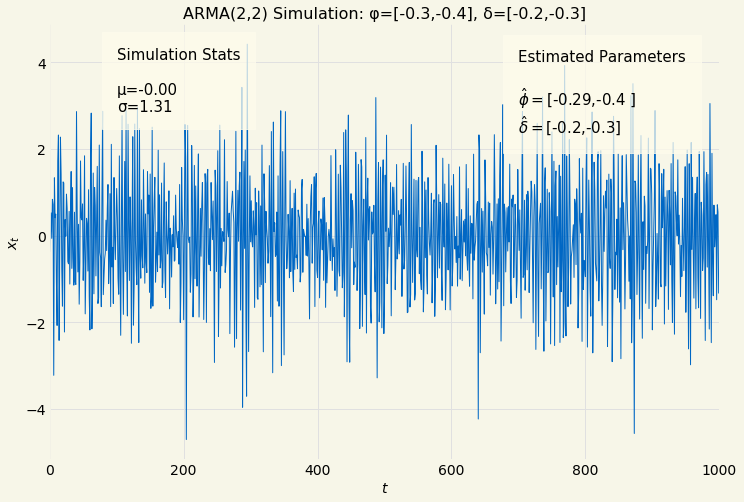 ARMA(2,2) Simulation: φ=[-0.3,-0.4], δ=[-0.2,-0.3]
Simulation Stats
μ=-0.00
σ=1.31
Estimated Parameters
ϕ̂ = [-0.29,-0.4 ]
δ̂ = [-0.2,-0.3]
x_t
4
2
0
−2
−4
0
200
400
600
800
1000
t